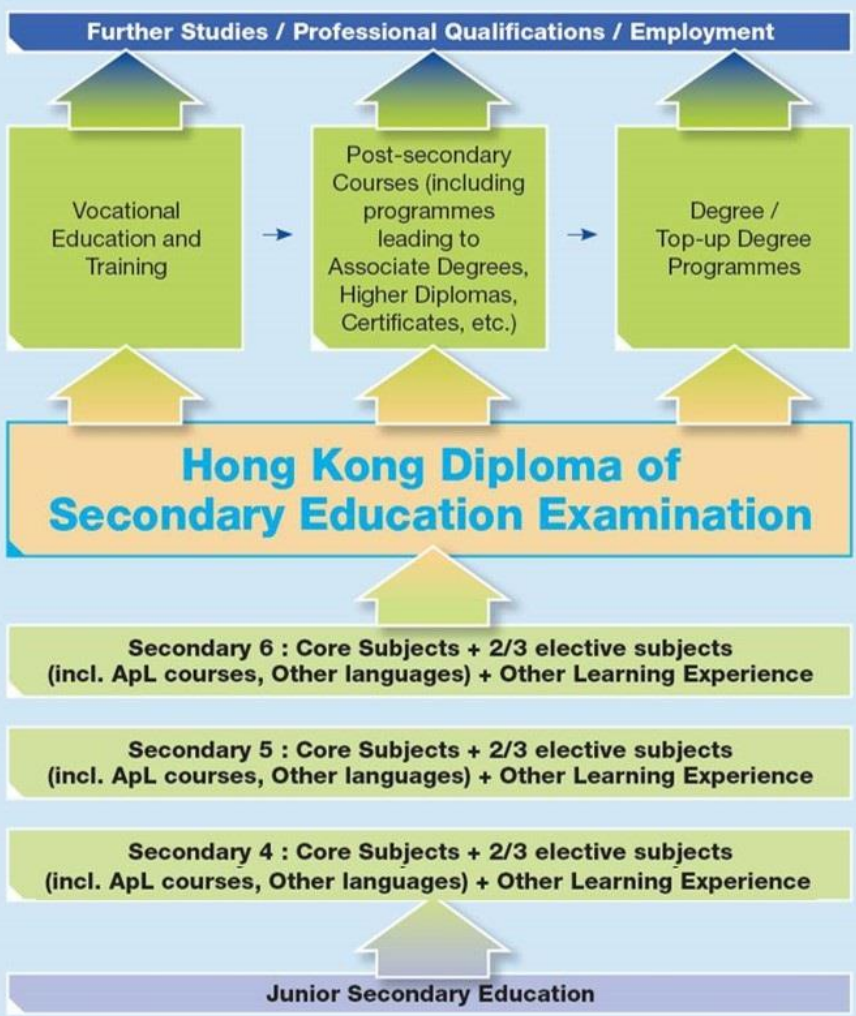 Further Studies / Professional Qualifications / Employment
Vocational
Education and
Training
Post-secondary
Courses (including
programmes
leading to
Associate Degrees,
Higher Diplomas,
Certificates, etc.)
Degree /
Top-up Degree
Programmes
Hong Kong Diploma of
Secondary Education Examination
Secondary 6 : Core Subjects + 2/3 elective subjects
(incl. ApL courses, Other languages) + Other Learning Experience
Secondary 5 : Core Subjects + 2/3 elective subjects
(incl. ApL courses, Other languages) + Other Learning Experience
Secondary 4 : Core Subjects + 2/3 elective subjects
(incl. ApL courses, Other languages) + Other Learning Experience
Junior Secondary Education